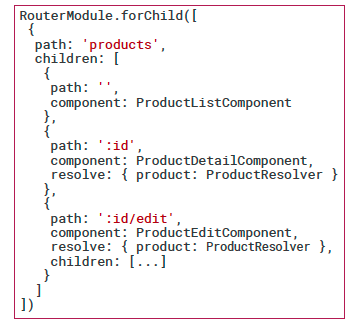 RouterModule.forChild([
{
path: 'products',
children: [
{
path: '',
component: ProductListComponent
},
{
path: ':id',
component: ProductDetailComponent,
resolve: { product: ProductResolver }
},
{
path: ':id/edit',
component: ProductEditComponent,
resolve: { product: ProductResolver },
children: [...]
}
]
])